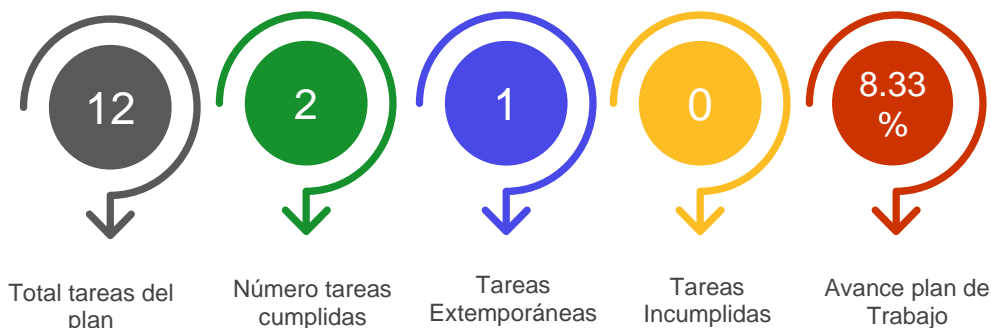 12
2
1
0
8.33
%
Total tareas del
plan
Número tareas
cumplidas
Tareas
Extemporáneas
Tareas
Incumplidas
Avance plan de
Trabajo